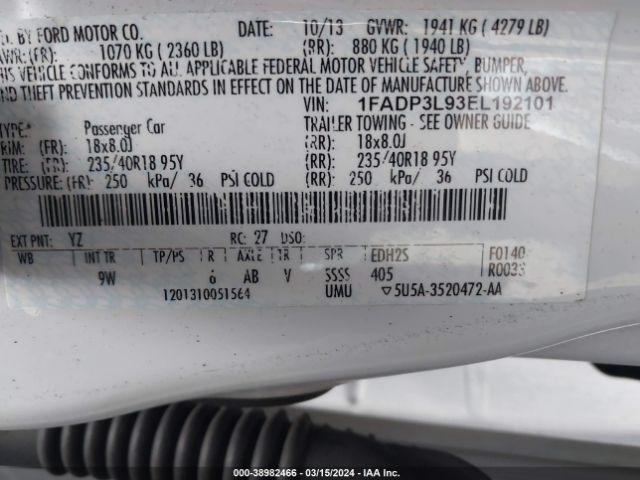 BY FORD MOTOR CO. DATE: 10/13 GVWR: 1941 KG ( 4279 LB)
(FR): 1070 KG ( 2360 LB) (RR): 880 KG ( 1940 LB)
VEHICLE CONFORMS TO ALL APPLICABLE FEDERAL MOTOR VEHICLE SAFETY, BUMPER,
AND THEFT PREVENTION STANDARDS IN EFFECT ON THE DATE OF MANUFACTURE SHOWN ABOVE.
VIN: 1FADP3L93EL192101
TYPE: Passenger Car TRAILER TOWING - SEE OWNER GUIDE
RIM: (FR): 18x8.0J (RR): 18x8.0J
TIRE: (FR): 235/40R18 95Y (RR): 235/40R18 95Y
PRESSURE: (FR): 250 kPa/ 36 PSI COLD (RR): 250 kPa/ 36 PSI COLD
EXT PNT: YZ RC: 27 DSO:
WB INT TR TP/PS R AXLE TR SPR EDH2S F0140
9W 6 AB V SSSS 405 R0033
1201310051564 UMU 5U5A-3520472-AA
000-38982466 - 03/15/2024 - IAA Inc.